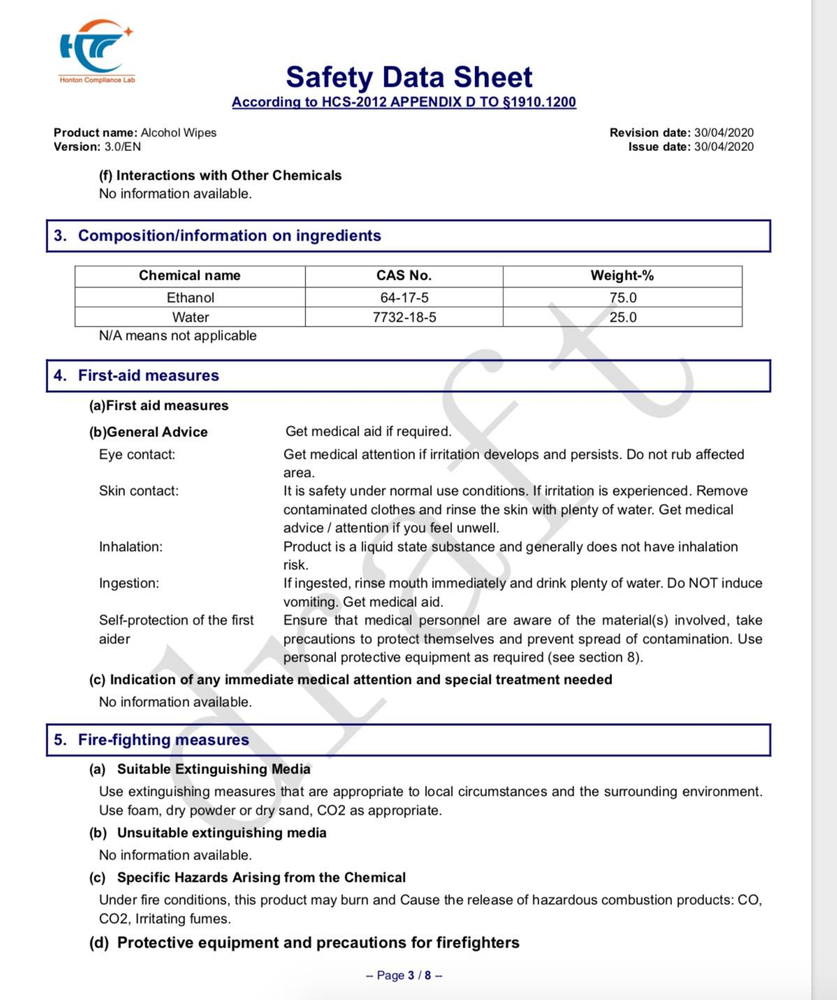 HTT
Honton Compliance Lab
Safety Data Sheet
According to HCS-2012 APPENDIX D TO §1910.1200
Product name: Alcohol Wipes
Revision date: 30/04/2020
Version: 3.0/EN
Issue date: 30/04/2020
(f) Interactions with Other Chemicals
No information available.
3. Composition/information on ingredients
Chemical name CAS No. Weight-%
Ethanol 64-17-5 75.0
Water 7732-18-5 25.0
N/A means not applicable
4. First-aid measures
(a)First aid measures
(b)General Advice Get medical aid if required.
Eye contact: Get medical attention if irritation develops and persists. Do not rub affected
area.
Skin contact: It is safety under normal use conditions. If irritation is experienced. Remove
contaminated clothes and rinse the skin with plenty of water. Get medical
advice / attention if you feel unwell.
Inhalation: Product is a liquid state substance and generally does not have inhalation
risk.
Ingestion: If ingested, rinse mouth immediately and drink plenty of water. Do NOT induce
vomiting. Get medical aid.
Self-protection of the first Ensure that medical personnel are aware of the material(s) involved, take
aider precautions to protect themselves and prevent spread of contamination. Use
personal protective equipment as required (see section 8).
(c) Indication of any immediate medical attention and special treatment needed
No information available.
5. Fire-fighting measures
(a) Suitable Extinguishing Media
Use extinguishing measures that are appropriate to local circumstances and the surrounding environment.
Use foam, dry powder or dry sand, CO2 as appropriate.
(b) Unsuitable extinguishing media
No information available.
(c) Specific Hazards Arising from the Chemical
Under fire conditions, this product may burn and Cause the release of hazardous combustion products: CO,
CO2, Irritating fumes.
(d) Protective equipment and precautions for firefighters
-- Page 3 / 8 --
draft